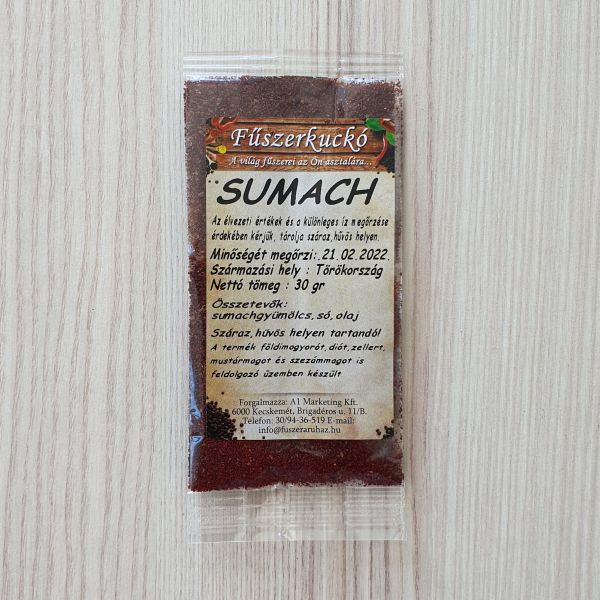 Fűszerkuckó
A világ fűszerei az Ön asztalára...
SUMACH
Az élvezeti értékek és a különleges íz megőrzése
érdekében kérjük, tárolja száraz,hűvös helyen.
Minőségét megőrzi:.21.02.2022.
Származási hely : Törökország
Nettó tömeg : 30 gr
Összetevők:
sumachgyümölcs,só,olaj
Száraz,hűvös helyen tartandó!
A termék földimogyorót,diót,zellert,
mustármagot és szezámmagot is
feldolgozó üzemben készült.
Forgalmazza: A1 Marketing Kft.
6000 Kecskemét, Brigadéros u. 11/B.
Telefon: 30/94-36-519 E-mail:
info@fuszeraruhaz.hu